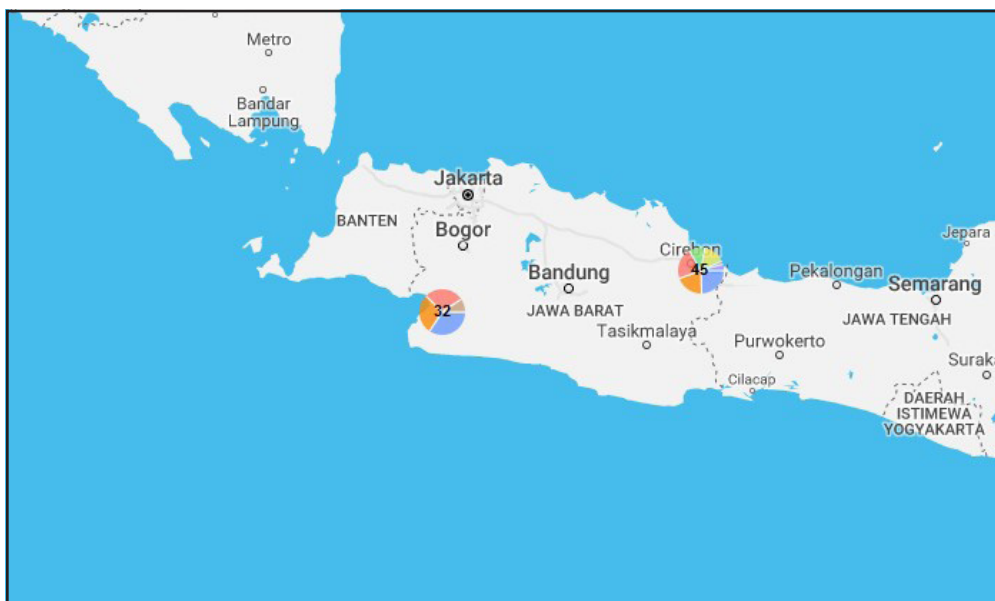 Metro
Bandar
Lampung
Jakarta
BANTEN
Bogor
Cirebon
45
Jepara
Bandung
Pekalongan
Semarang
32
JAWA BARAT
JAWA TENGAH
Tasikmalaya
Purwokerto
Suraka
Cilacap
DAERAH
ISTIMEWA
YOGYAKARTA